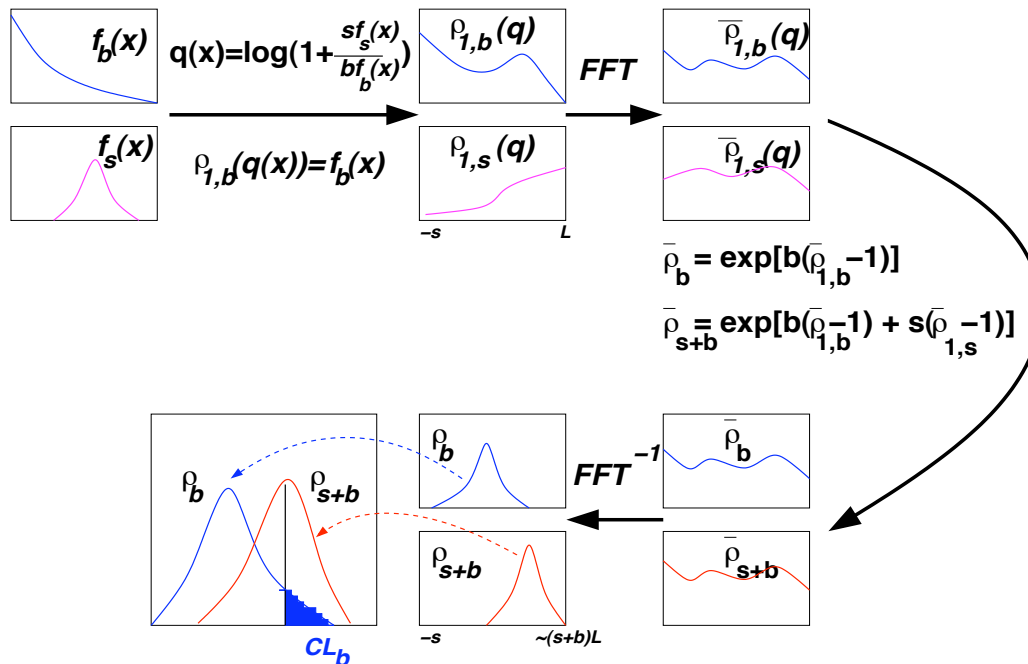 f_b(x)
q(x)=log(1+ sf_s(x)/bf_b(x))
ρ_1,b(q)
FFT
ρ̅_1,b(q)
f_s(x)
ρ_1,b(q(x))=f_b(x)
ρ_1,s(q)
ρ̅_1,s(q)
−s L
ρ̅_b = exp[b(ρ̅_1,b−1)]
ρ̅_s+b = exp[b(ρ̅_1,b−1) + s(ρ̅_1,s−1)]
ρ_b
ρ_s+b
ρ_b
FFT^−1
ρ̅_b
ρ_s+b
ρ̅_s+b
−s ~(s+b)L
CL_b